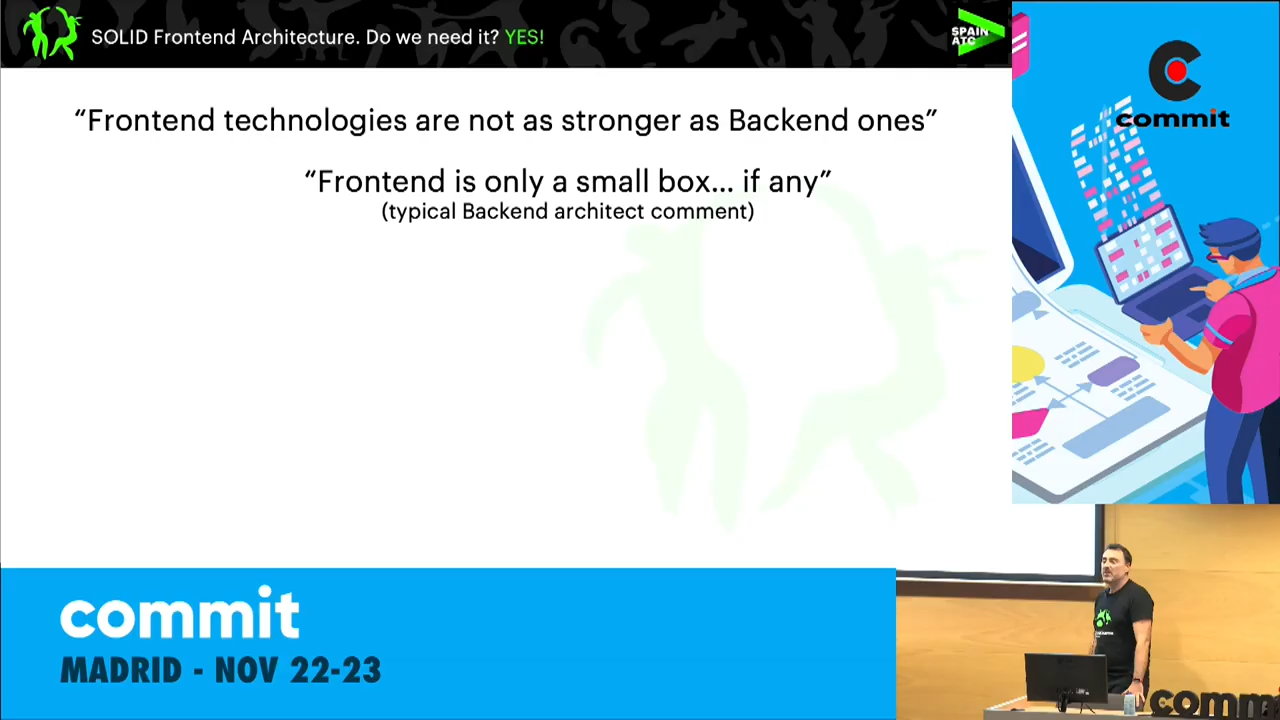 SOLID Frontend Architecture. Do we need it? YES!
SPAIN
ATC
“Frontend technologies are not as stronger as Backend ones”
“Frontend is only a small box... if any”
(typical Backend architect comment)
commit
commit
MADRID - NOV 22-23
comm